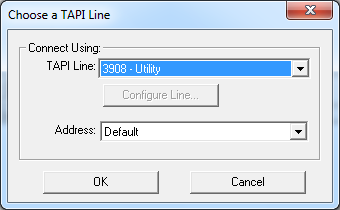 Choose a TAPI Line
Connect Using:
TAPI Line: 3908 - Utility
Configure Line...
Address: Default
OK Cancel